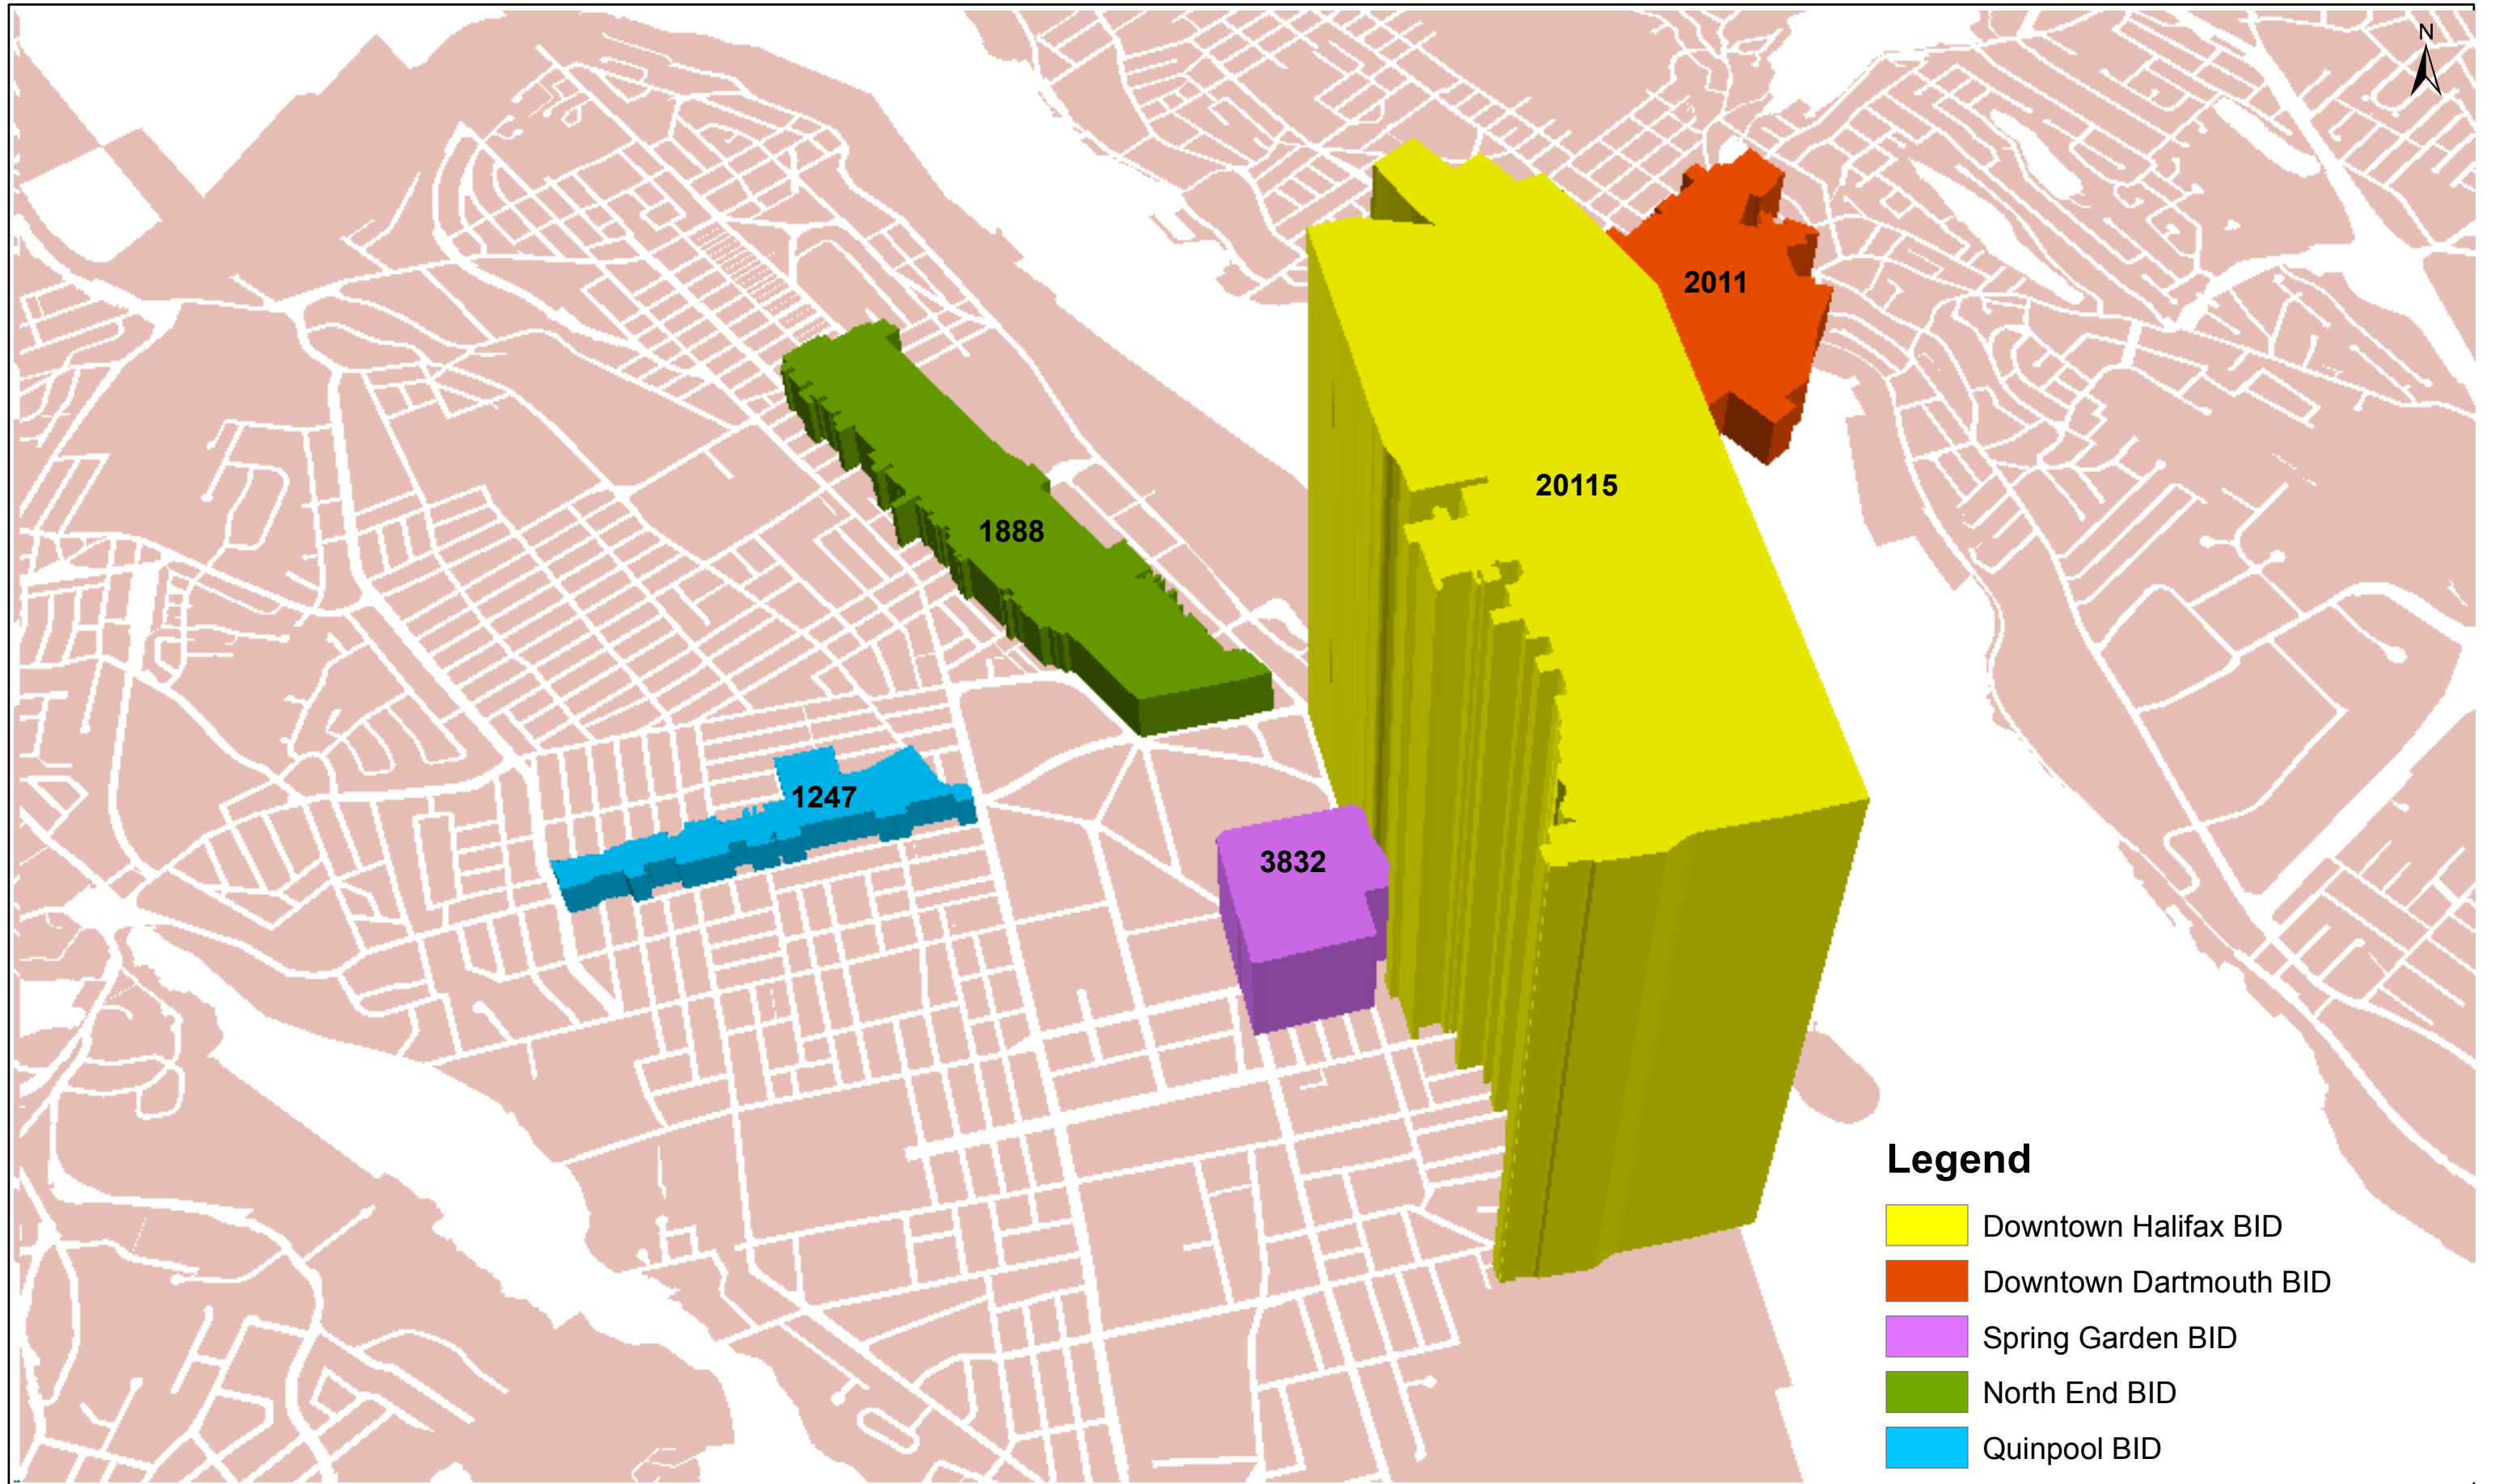 N
2011
20115
1888
1247
3832
Legend
Downtown Halifax BID
Downtown Dartmouth BID
Spring Garden BID
North End BID
Quinpool BID